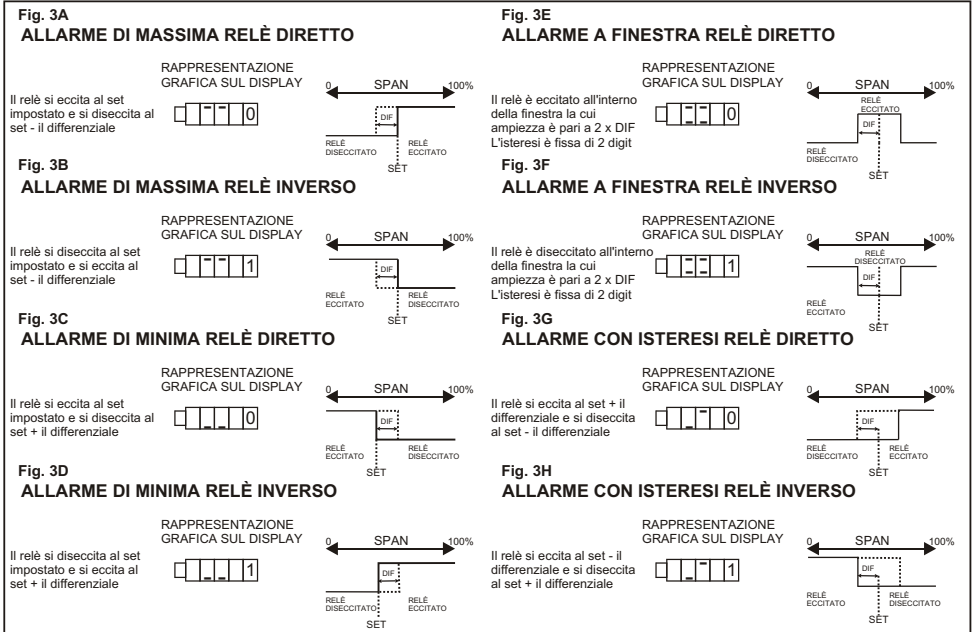 Fig. 3A
ALLARME DI MASSIMA RELÈ DIRETTO
RAPPRESENTAZIONE
GRAFICA SUL DISPLAY
Il relè si eccita al set
impostato e si diseccita al
set - il differenziale
0
0 SPAN 100%
DIF
RELÈ
DISECCITATO
RELÈ
ECCITATO
SET
Fig. 3B
ALLARME DI MASSIMA RELÈ INVERSO
RAPPRESENTAZIONE
GRAFICA SUL DISPLAY
Il relè si diseccita al set
impostato e si eccita al
set - il differenziale
1
0 SPAN 100%
DIF
RELÈ
ECCITATO
RELÈ
DISECCITATO
SET
Fig. 3C
ALLARME DI MINIMA RELÈ DIRETTO
RAPPRESENTAZIONE
GRAFICA SUL DISPLAY
Il relè si eccita al set
impostato e si diseccita al
set + il differenziale
0
0 SPAN 100%
DIF
RELÈ
ECCITATO
RELÈ
DISECCITATO
SET
Fig. 3D
ALLARME DI MINIMA RELÈ INVERSO
RAPPRESENTAZIONE
GRAFICA SUL DISPLAY
Il relè si diseccita al set
impostato e si eccita al
set + il differenziale
1
0 SPAN 100%
DIF
RELÈ
DISECCITATO
RELÈ
ECCITATO
SET
Fig. 3E
ALLARME A FINESTRA RELÈ DIRETTO
RAPPRESENTAZIONE
GRAFICA SUL DISPLAY
Il relè è eccitato all'interno
della finestra la cui
ampiezza è pari a 2 x DIF
L'isteresi è fissa di 2 digit
0
0 SPAN 100%
RELÈ
ECCITATO
DIF
RELÈ
DISECCITATO
SET
Fig. 3F
ALLARME A FINESTRA RELÈ INVERSO
RAPPRESENTAZIONE
GRAFICA SUL DISPLAY
Il relè è diseccitato all'interno
della finestra la cui
ampiezza è pari a 2 x DIF
L'isteresi è fissa di 2 digit
1
0 SPAN 100%
RELÈ
DISECCITATO
DIF
RELÈ
ECCITATO
SET
Fig. 3G
ALLARME CON ISTERESI RELÈ DIRETTO
RAPPRESENTAZIONE
GRAFICA SUL DISPLAY
Il relè si eccita al set + il
differenziale e si diseccita
al set - il differenziale
0
0 SPAN 100%
DIF
RELÈ
DISECCITATO
RELÈ
ECCITATO
SET
Fig. 3H
ALLARME CON ISTERESI RELÈ INVERSO
RAPPRESENTAZIONE
GRAFICA SUL DISPLAY
Il relè si eccita al set - il
differenziale e si diseccita
al set + il differenziale
1
0 SPAN 100%
DIF
RELÈ
ECCITATO
RELÈ
DISECCITATO
SET